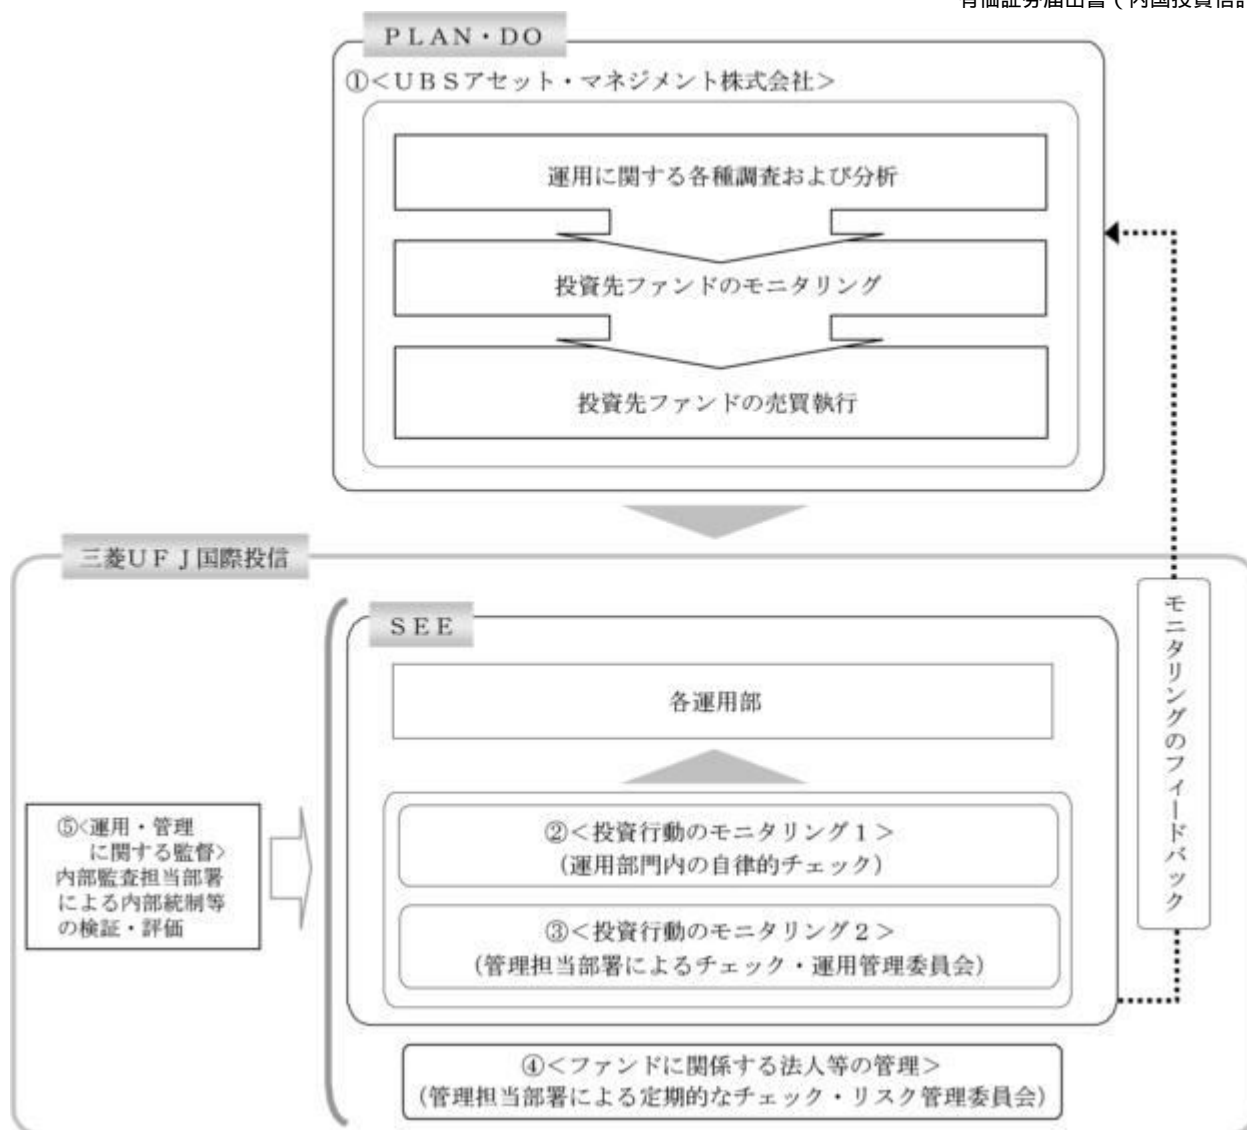 有価証券届出書（内国投資信託
ＰＬＡＮ・ＤＯ
①＜ＵＢＳアセット・マネジメント株式会社＞
運用に関する各種調査および分析
投資先ファンドのモニタリング
投資先ファンドの売買執行
三菱ＵＦＪ国際投信
ＳＥＥ
各運用部
②＜投資行動のモニタリング１＞
（運用部門内の自律的チェック）
③＜投資行動のモニタリング２＞
（管理担当部署によるチェック・運用管理委員会）
④＜ファンドに関係する法人等の管理＞
（管理担当部署による定期的なチェック・リスク管理委員会）
⑤＜運用・管理
に関する監督＞
内部監査担当部署
による内部統制等
の検証・評価
モニタリングのフィードバック